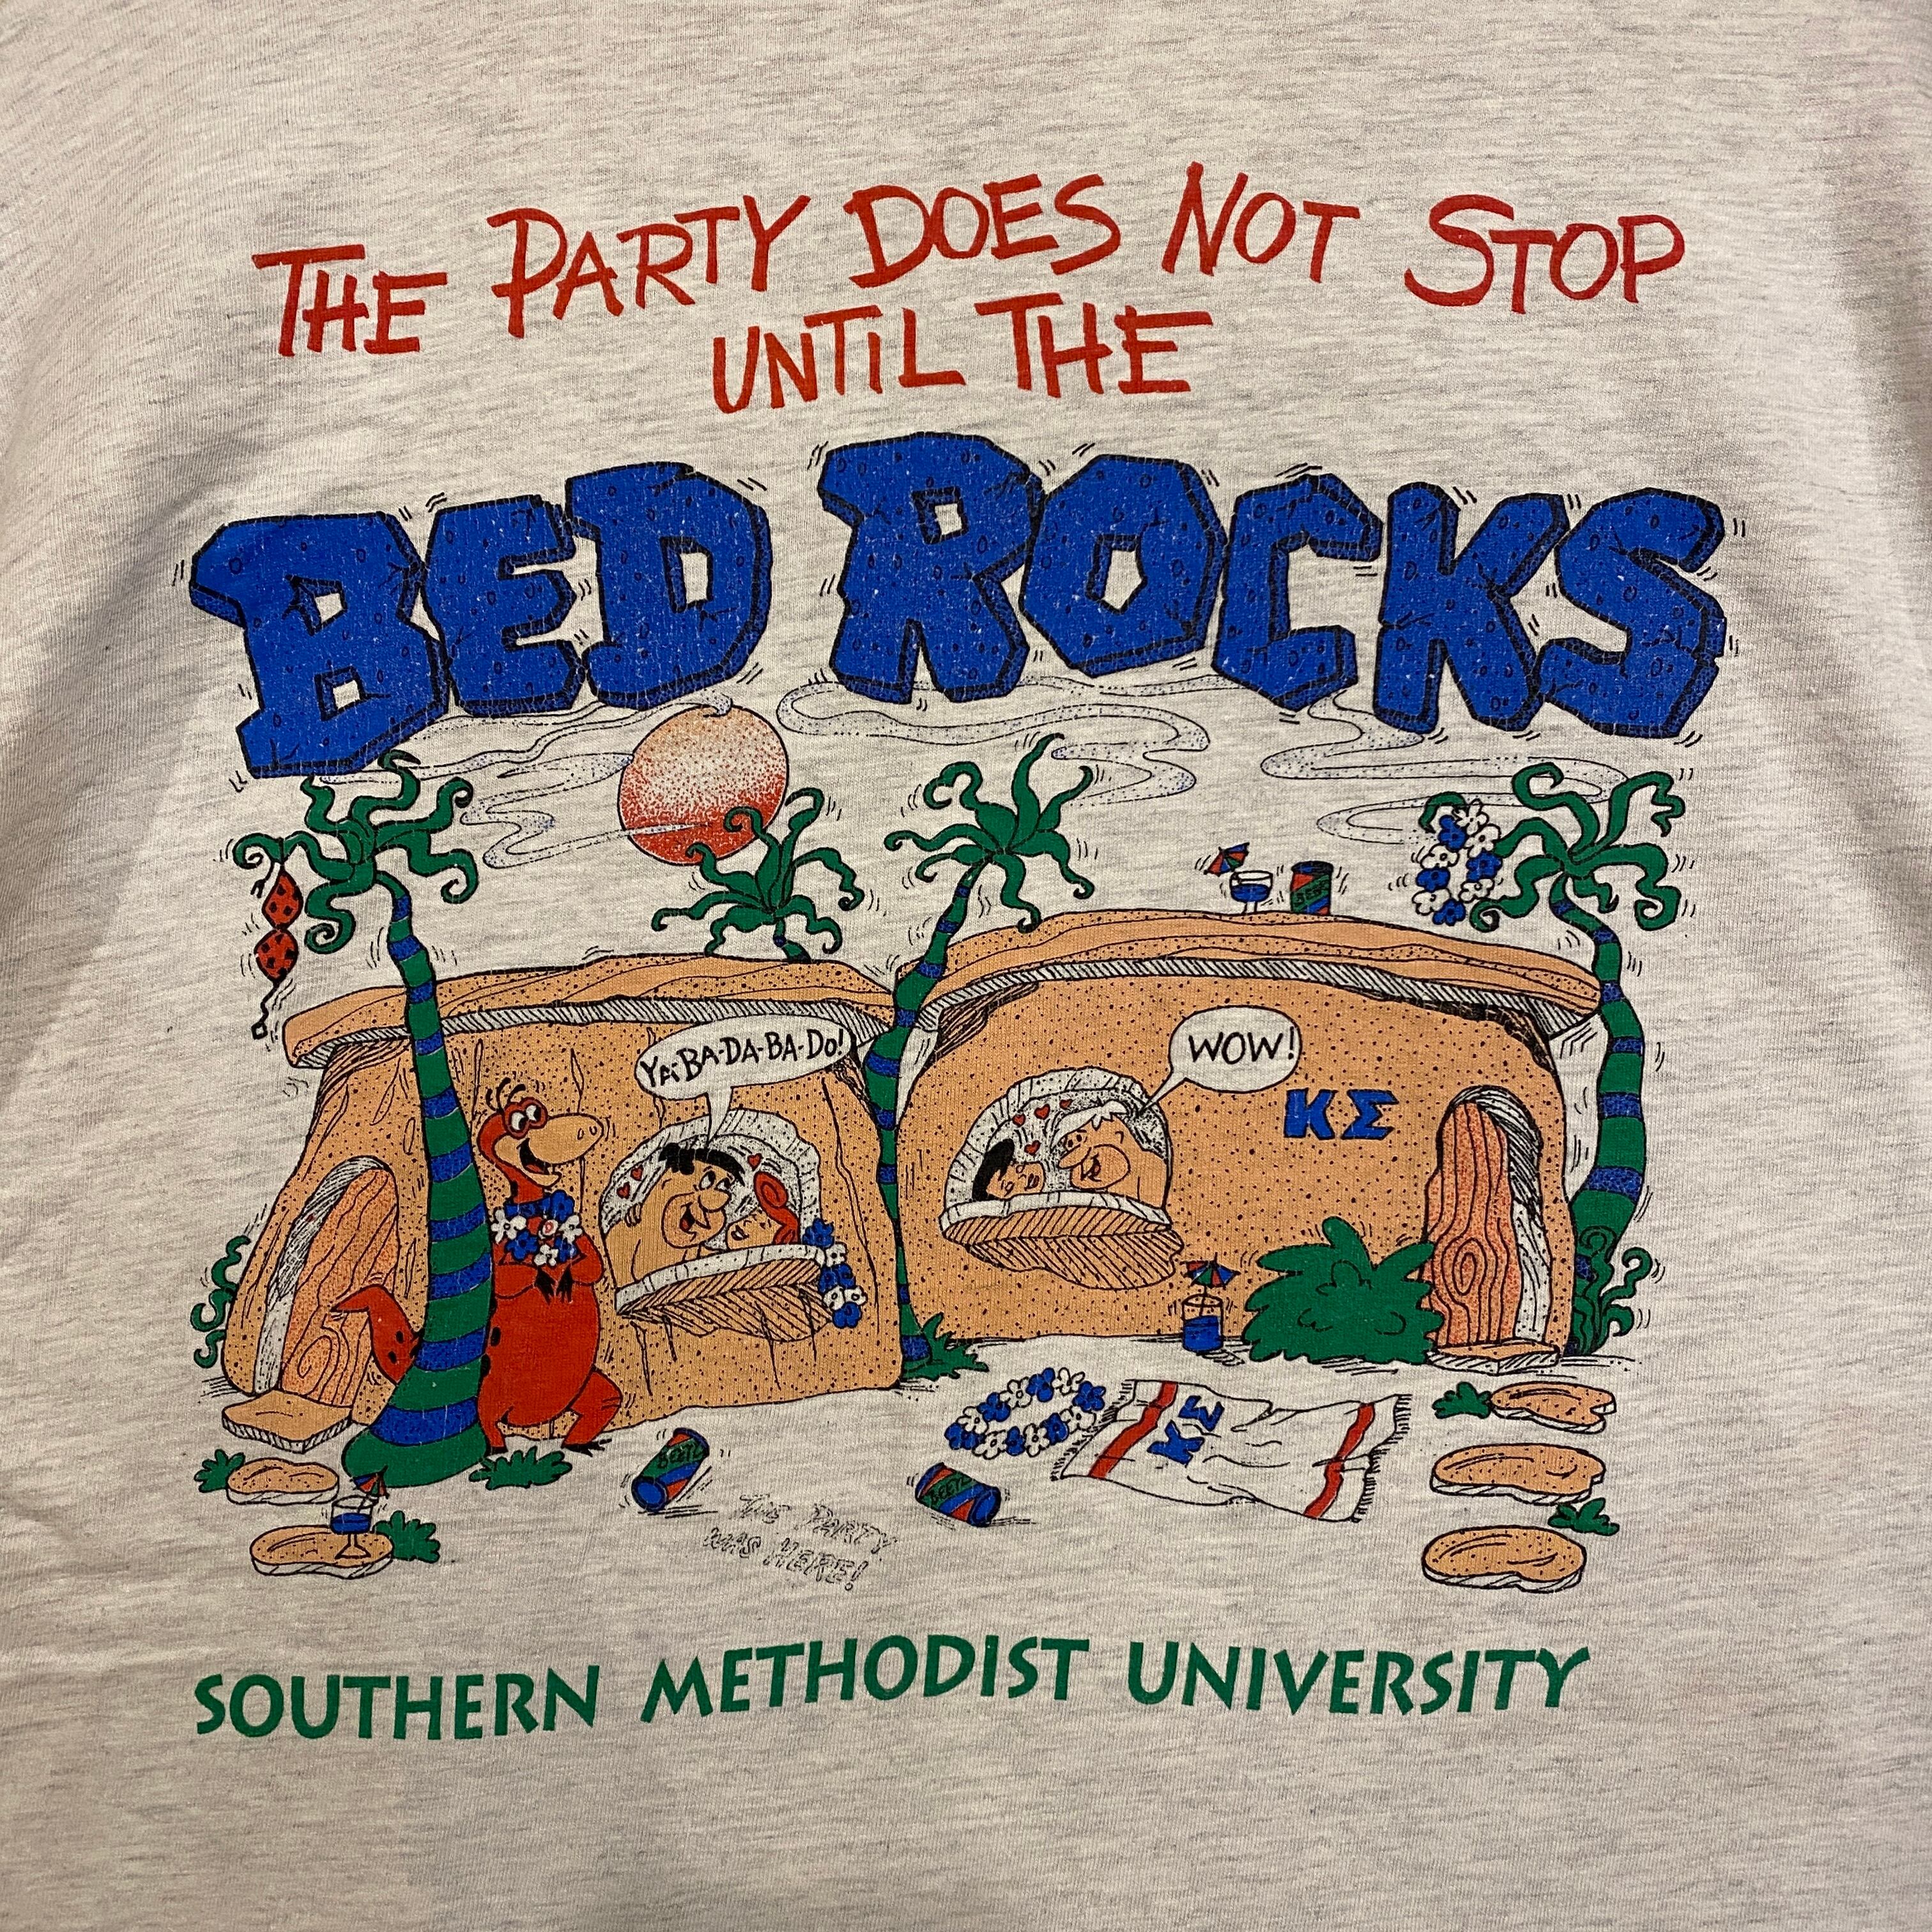 THE PARTY DOES NOT STOP
UNTIL THE
BED ROCKS
YA-BA-DA-BA-DO!
WOW!
ΚΣ
ΚΣ
THE PARTY
WAS HERE!
SOUTHERN METHODIST UNIVERSITY